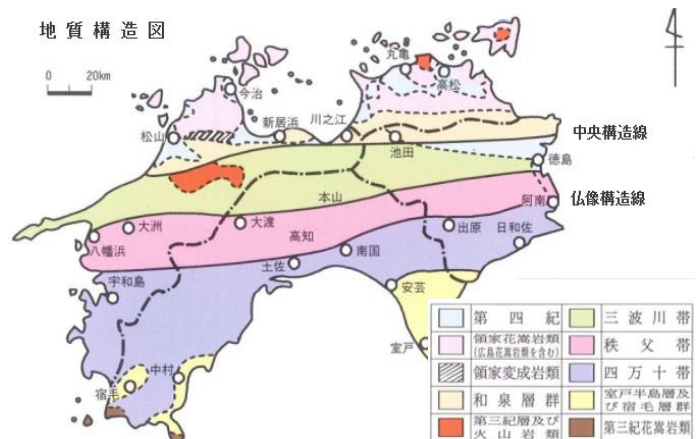 地質構造図
0 20km
丸亀
高松
今治
新居浜
川之江
松山
池田
中央構造線
徳島
本山
阿南
仏像構造線
大洲
大渡
出原
日和佐
高知
八幡浜
南国
土佐
宇和島
安芸
室戸
中村
宿毛
第四紀
三波川帯
領家花崗岩類
(広島花崗岩類を含む)
秩父帯
領家変成岩類
四万十帯
和泉層群
室戸半島層及
び宿毛層群
第三紀層及び
火山岩類
第三紀花崗岩類